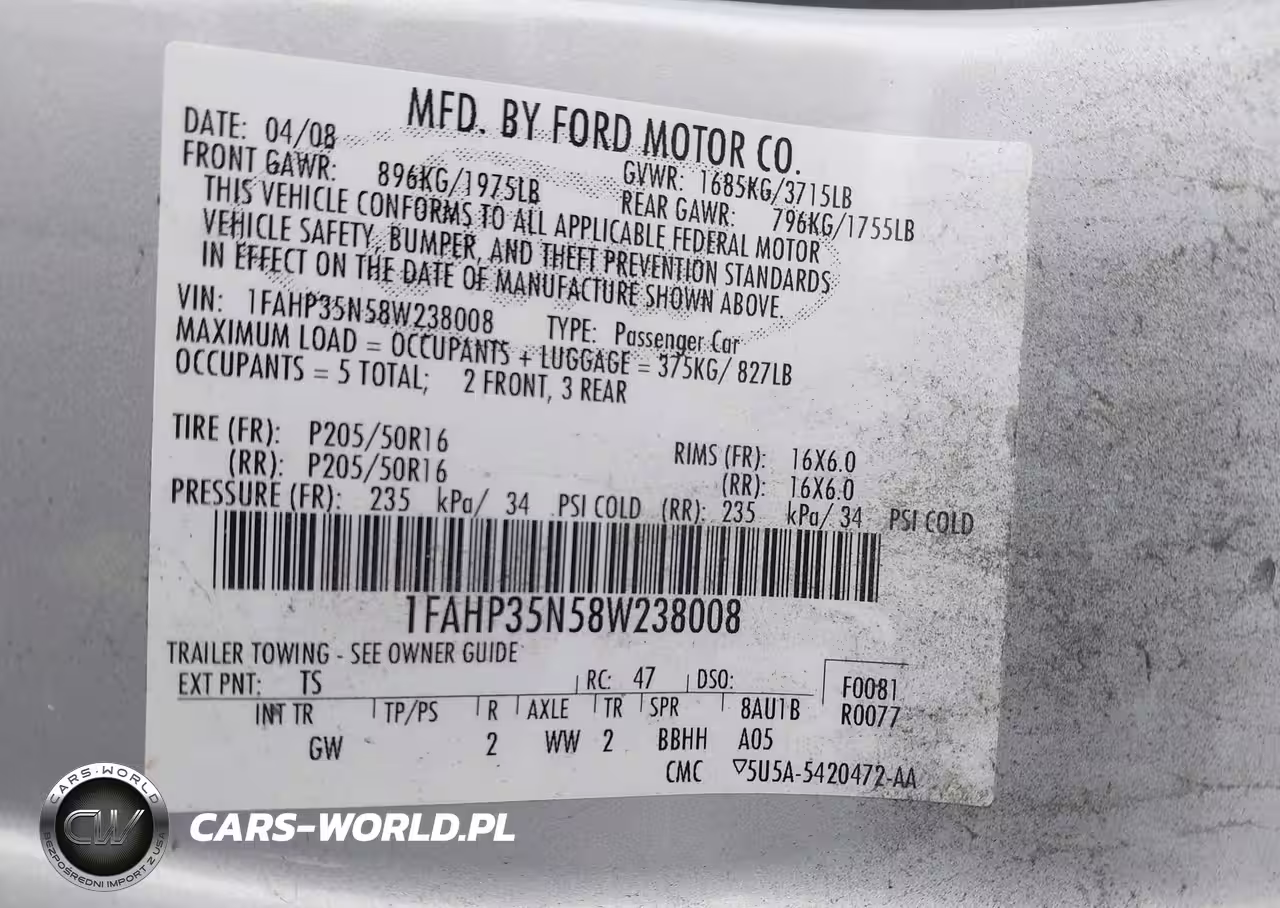 MFD. BY FORD MOTOR CO.
DATE: 04/08 GVWR: 1685KG/3715LB
FRONT GAWR: 896KG/1975LB REAR GAWR: 796KG/1755LB
THIS VEHICLE CONFORMS TO ALL APPLICABLE FEDERAL MOTOR
VEHICLE SAFETY, BUMPER, AND THEFT PREVENTION STANDARDS
IN EFFECT ON THE DATE OF MANUFACTURE SHOWN ABOVE.
VIN: 1FAHP35N58W238008 TYPE: Passenger Car
MAXIMUM LOAD = OCCUPANTS + LUGGAGE = 375KG/ 827LB
OCCUPANTS = 5 TOTAL; 2 FRONT, 3 REAR
TIRE (FR): P205/50R16 RIMS (FR): 16X6.0
(RR): P205/50R16 (RR): 16X6.0
PRESSURE (FR): 235 kPa/ 34 PSI COLD (RR): 235 kPa/ 34 PSI COLD
1FAHP35N58W238008
TRAILER TOWING - SEE OWNER GUIDE
EXT PNT: TS RC: 47 DSO: F0081
INT TR TP/PS R AXLE TR SPR 8AU1B R0077
GW 2 WW 2 BBHH A05
CMC ▽5U5A-5420472-AA
CARS-WORLD
CW
BEZPOŚREDNI IMPORT Z USA
CARS-WORLD.PL